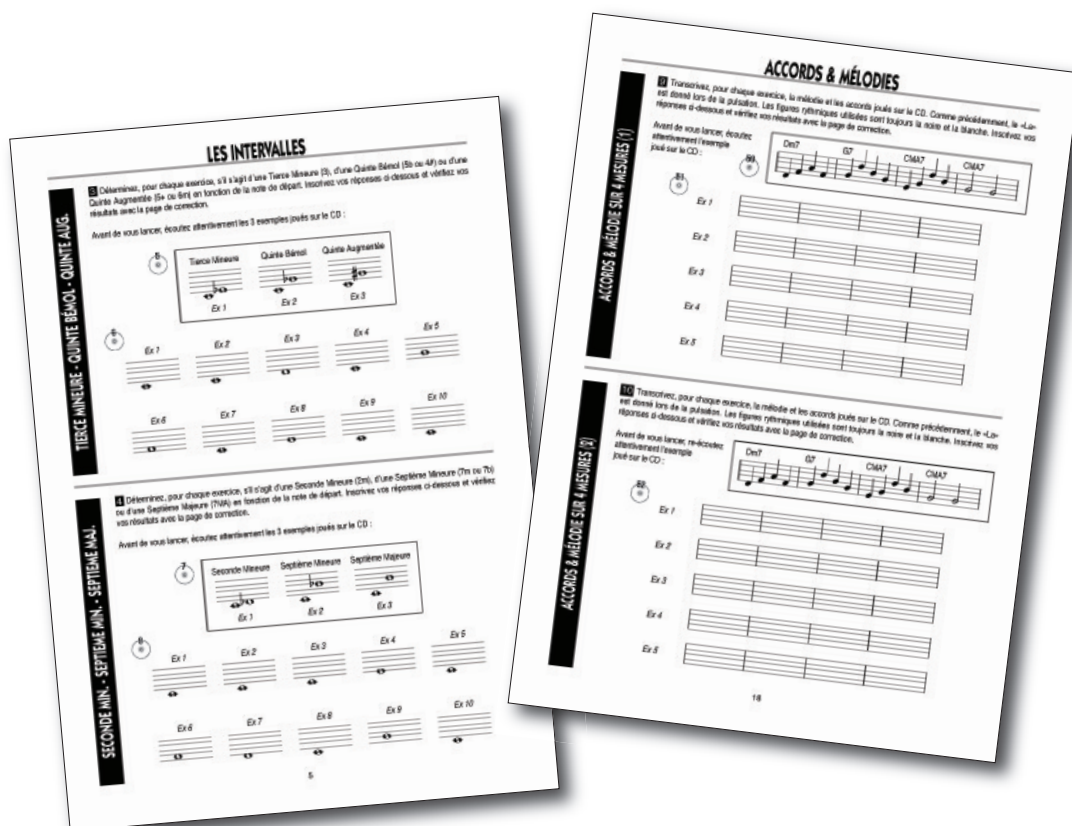 LES INTERVALLES
TIERCE MINEURE - QUINTE BÉMOL - QUINTE AUG.
3 Déterminez, pour chaque exercice, s'il s'agit d'une Tierce Mineure (3), d'une Quinte Bémol (5b ou 4#) ou d'une
Quinte Augmentée (5+ ou 6m) en fonction de la note de départ. Inscrivez vos réponses ci-dessous et vérifiez vos
résultats avec la page de correction.
Avant de vous lancer, écoutez attentivement les 3 exemples joués sur le CD :
5
Tierce Mineure Quinte Bémol Quinte Augmentée
Ex 1 Ex 2 Ex 3
6
Ex 1 Ex 2 Ex 3 Ex 4 Ex 5
Ex 6 Ex 7 Ex 8 Ex 9 Ex 10
SECONDE MIN. - SEPTIEME MIN. - SEPTIEME MAJ.
4 Déterminez, pour chaque exercice, s'il s'agit d'une Seconde Mineure (2m), d'une Septième Mineure (7m ou 7b)
ou d'une Septième Majeure (7MA) en fonction de la note de départ. Inscrivez vos réponses ci-dessous et vérifiez
vos résultats avec la page de correction.
Avant de vous lancer, écoutez attentivement les 3 exemples joués sur le CD :
7
Seconde Mineure Septième Mineure Septième Majeure
Ex 1 Ex 2 Ex 3
Ex 1 Ex 2 Ex 3 Ex 4 Ex 5
Ex 6 Ex 7 Ex 8 Ex 9 Ex 10
5
ACCORDS & MÉLODIES
ACCORDS & MÉLODIE SUR 4 MESURES (1)
9 Transcrivez, pour chaque exercice, la mélodie et les accords joués sur le CD. Comme précédemment, le «La»
est donné lors de la pulsation. Les figures rythmiques utilisées sont toujours la noire et la blanche. Inscrivez vos
réponses ci-dessous et vérifiez vos résultats avec la page de correction.
Avant de vous lancer, écoutez
attentivement l'exemple
joué sur le CD :
Dm7 G7 CMA7 CMA7
Ex 1
Ex 2
Ex 3
Ex 4
Ex 5
ACCORDS & MÉLODIE SUR 4 MESURES (2)
10 Transcrivez, pour chaque exercice, la mélodie et les accords joués sur le CD. Comme précédemment, le «La»
est donné lors de la pulsation. Les figures rythmiques utilisées sont toujours la noire et la blanche. Inscrivez vos
réponses ci-dessous et vérifiez vos résultats avec la page de correction.
Avant de vous lancer, re-écoutez
attentivement l'exemple
joué sur le CD :
Dm7 G7 CMA7 CMA7
Ex 1
Ex 2
Ex 3
Ex 4
Ex 5